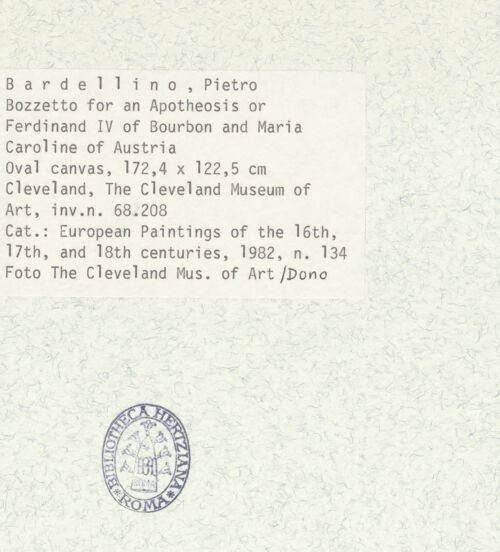 Bardellino, Pietro
Bozzetto for an Apotheosis or
Ferdinand IV of Bourbon and Maria
Caroline of Austria
Oval canvas, 172,4 x 122,5 cm
Cleveland, The Cleveland Museum of
Art, inv.n. 68.208
Cat.: European Paintings of the 16th,
17th, and 18th centuries, 1982, n. 134
Foto The Cleveland Mus. of Art /Dono
BIBLIOTHECA HERTZIANA
ROMA